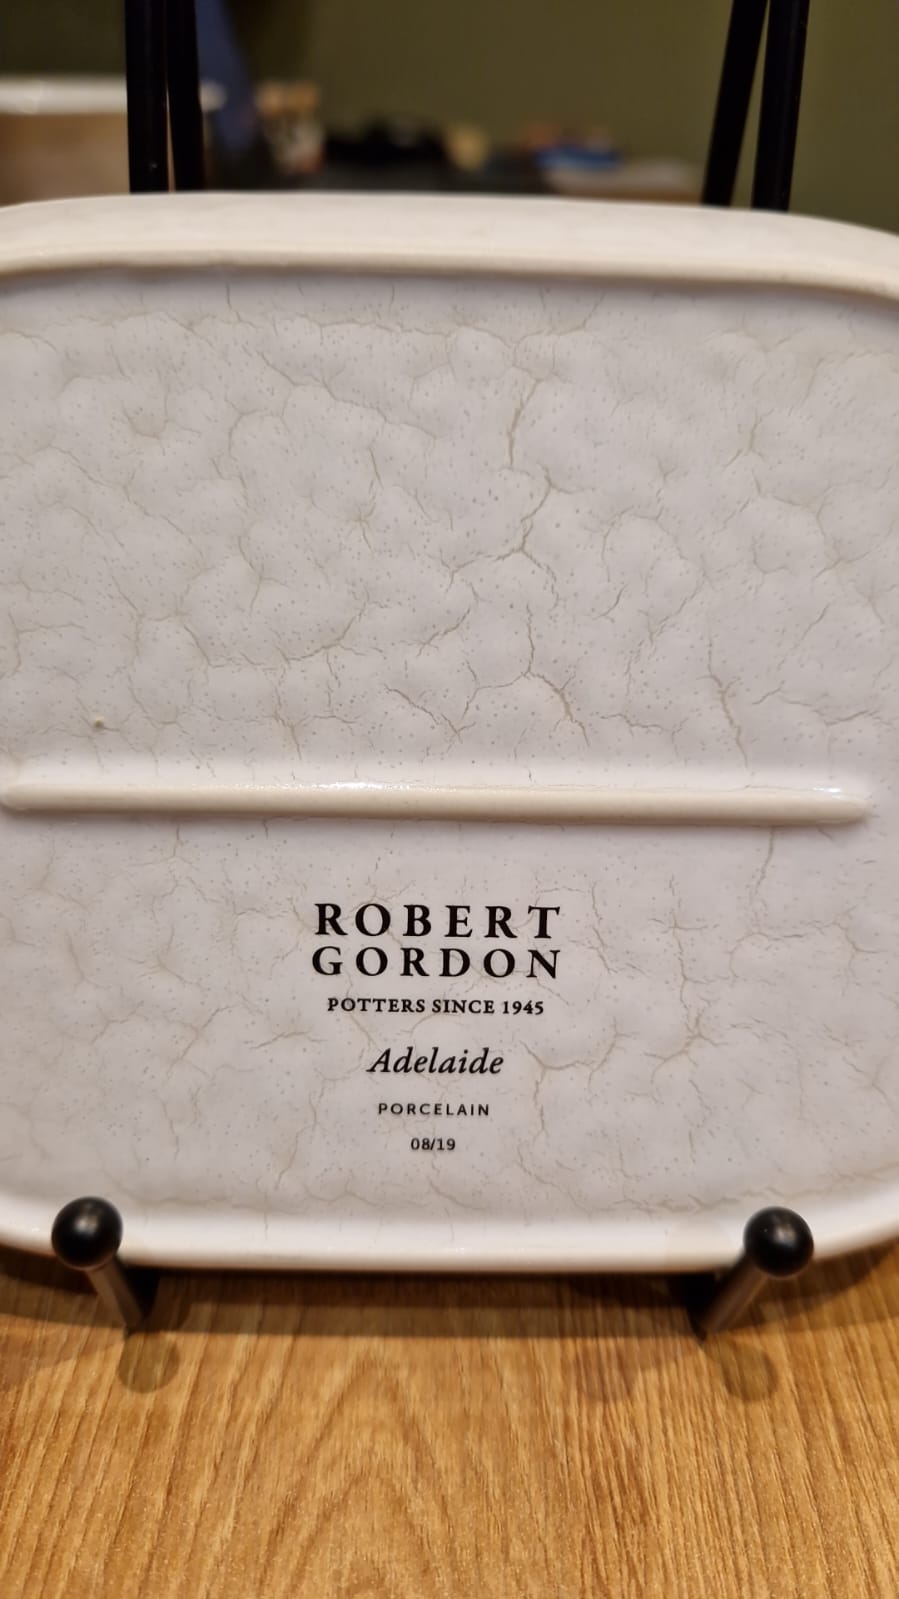 ROBERT
GORDON
POTTERS SINCE 1945
Adelaide
PORCELAIN
08/19